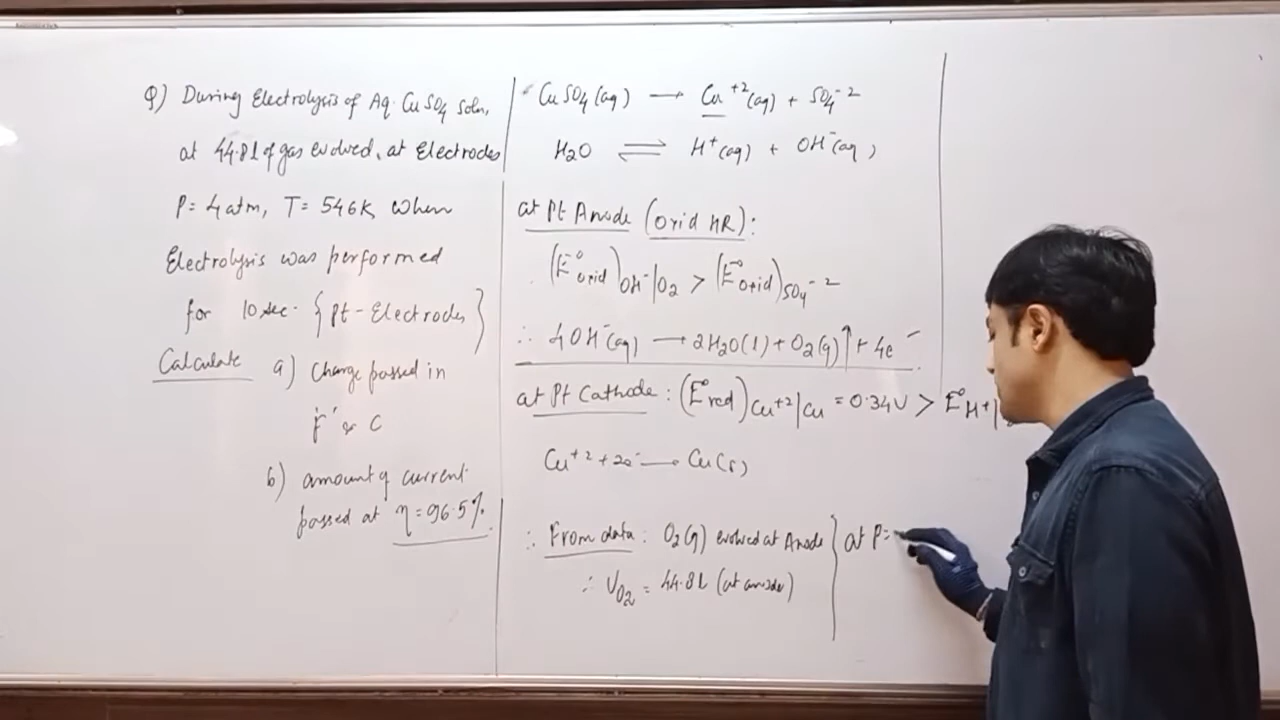 Q) During Electrolysis of Aq. CuSO4 Soln,
at 44.8l of gas evolved, at Electrodes
P = 4 atm, T = 546K, When
Electrolysis was performed
for 10 sec. {Pt-Electrodes}
Calculate a) Charge passed in
'F' or C
b) amount of current
passed at η = 96.5%.
CuSO4 (aq) → Cu+2 (aq) + SO4-2
H2O ⇌ H+(aq) + OH-(aq)
at Pt Anode (Oxid HR):
(E°oxid)OH-|O2 > (E°oxid)SO4-2
∴ 4OH-(aq) → 2H2O(l) + O2(g)↑ + 4e-
at Pt Cathode: (E°red)Cu+2|Cu = 0.34V > E°H+|
Cu+2 + 2e- → Cu(s)
∴ From data: O2(g) evolved at Anode } at P=
∴ VO2 = 44.8L (at anode)